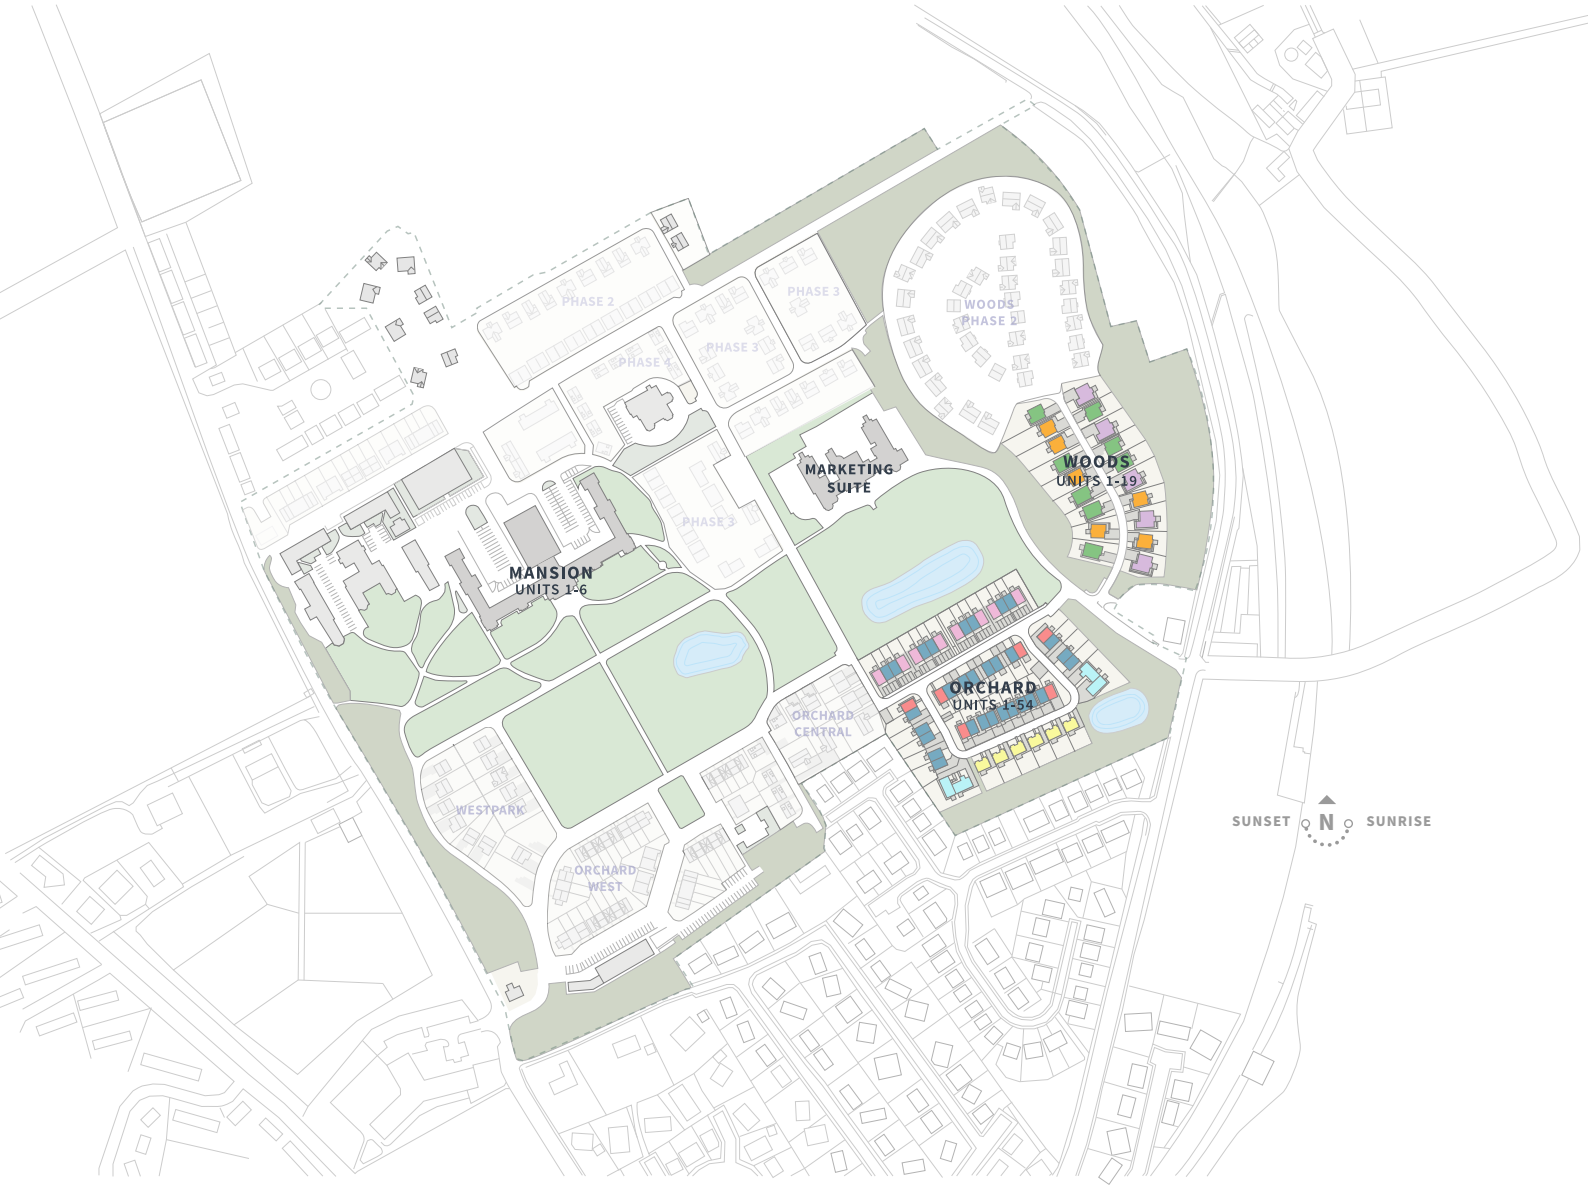 PHASE 2
PHASE 3
WOODS
PHASE 2
PHASE 3
PHASE 4
MARKETING
SUITE
WOODS
UNITS 1-19
PHASE 3
MANSION
UNITS 1-6
ORCHARD
UNITS 1-54
ORCHARD
CENTRAL
WESTPARK
ORCHARD
WEST
SUNSET N SUNRISE